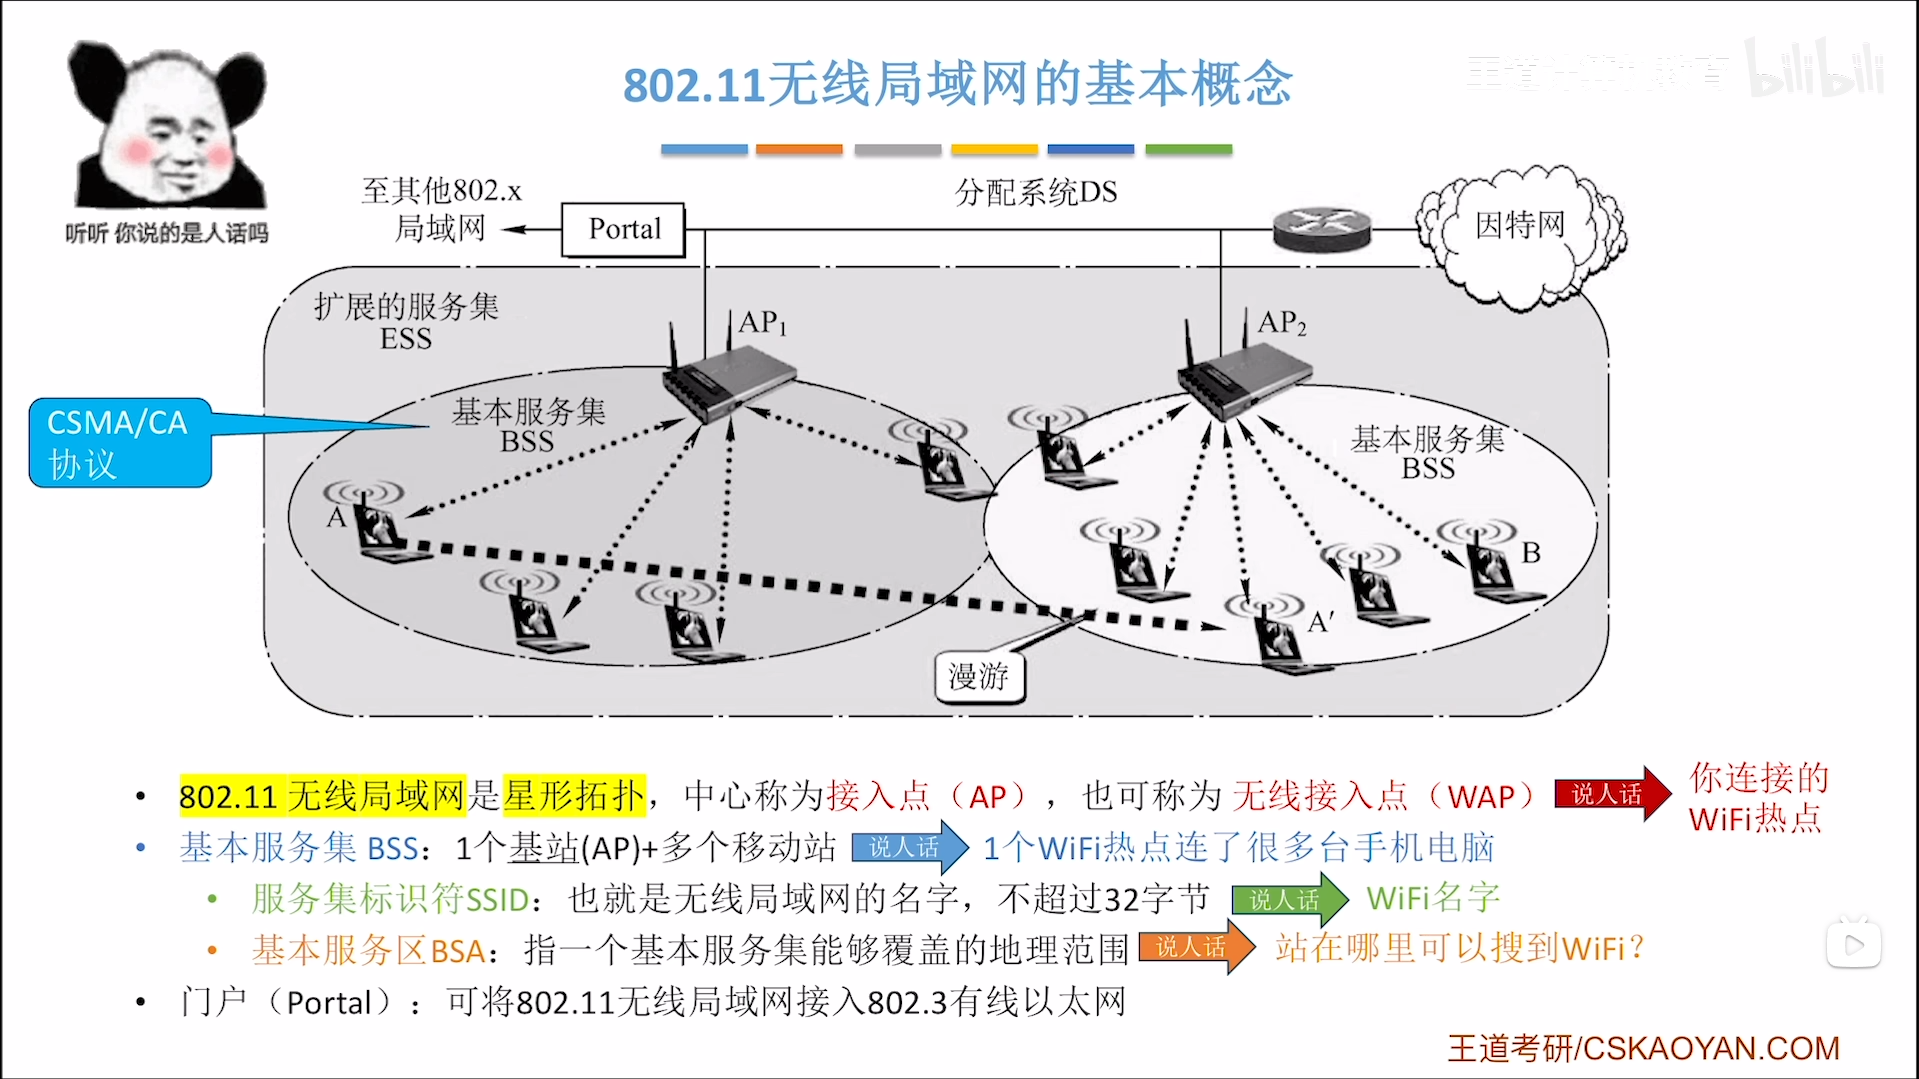 802.11无线局域网的基本概念
bilibili
听听 你说的是人话吗
至其他802.x
局域网
Portal
分配系统DS
因特网
扩展的服务集
ESS
AP1
AP2
CSMA/CA
协议
基本服务集
BSS
基本服务集
BSS
A
B
A′
漫游
• 802.11 无线局域网是星形拓扑，中心称为接入点（AP），也可称为 无线接入点（WAP） 说人话 你连接的
WiFi热点
• 基本服务集 BSS：1个基站(AP)+多个移动站 说人话 1个WiFi热点连了很多台手机电脑
• 服务集标识符SSID：也就是无线局域网的名字，不超过32字节 说人话 WiFi名字
• 基本服务区BSA：指一个基本服务集能够覆盖的地理范围 说人话 站在哪里可以搜到WiFi？
• 门户（Portal）：可将802.11无线局域网接入802.3有线以太网
王道考研/CSKAOYAN.COM